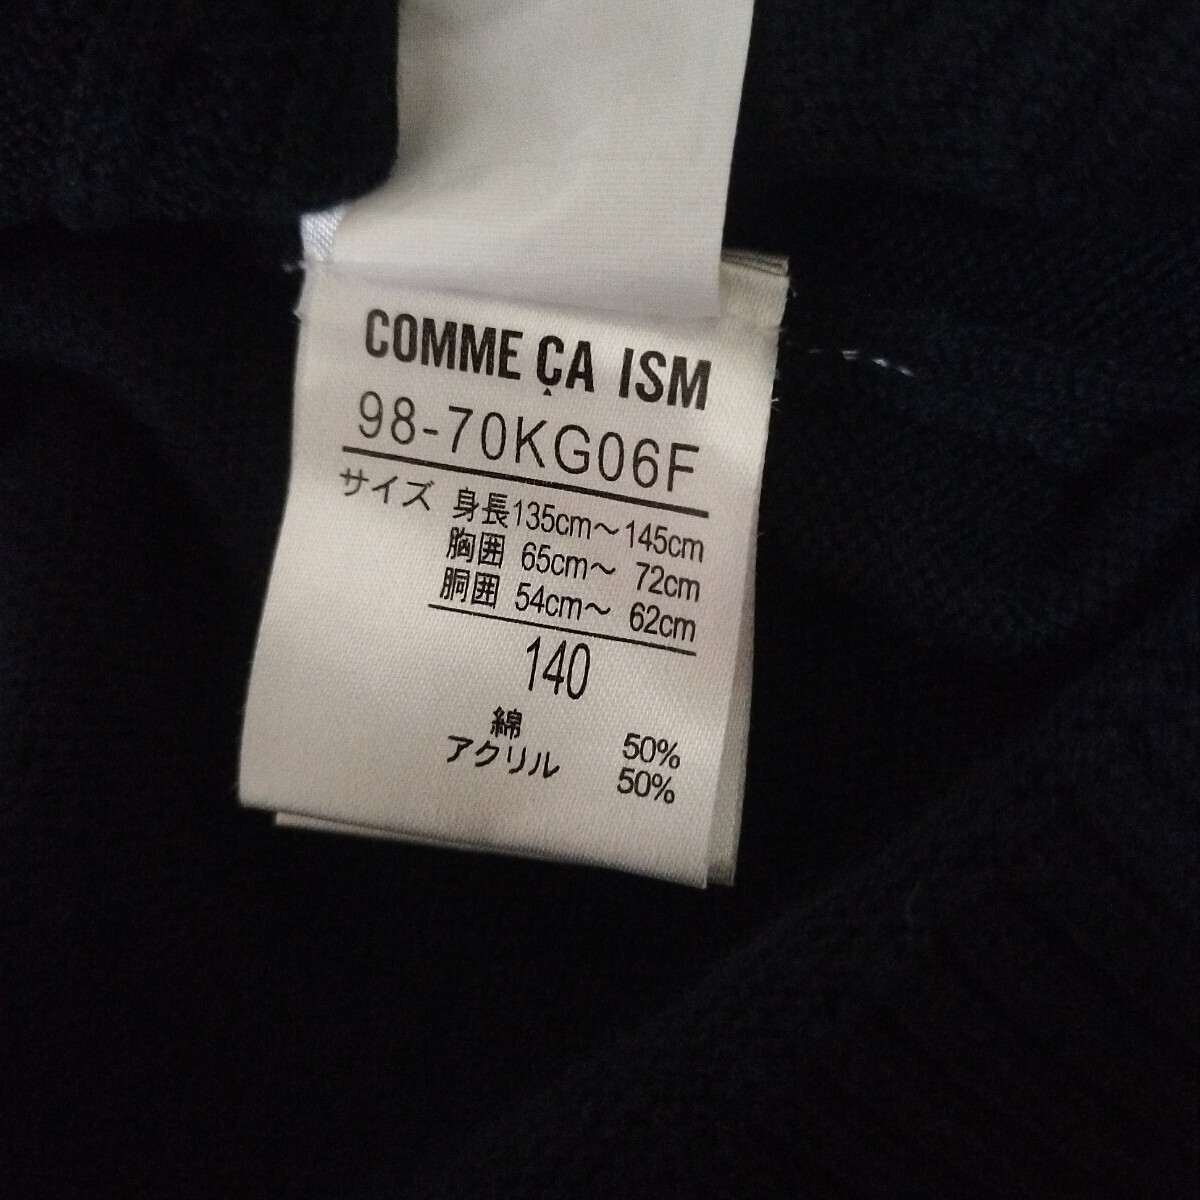 COMME ÇA ISM
98-70KG06F
サイズ 身長135cm〜145cm
胸囲 65cm〜 72cm
胴囲 54cm〜 62cm
140
綿 50%
アクリル 50%